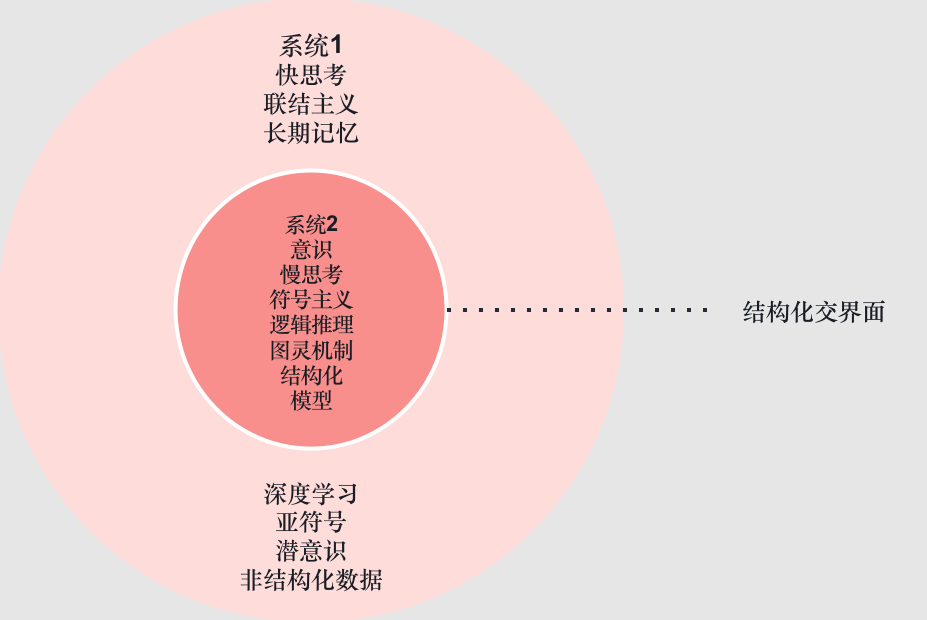 系统1
快思考
联结主义
长期记忆
系统2
意识
慢思考
符号主义
逻辑推理
图灵机制
结构化
模型
结构化交界面
深度学习
亚符号
潜意识
非结构化数据